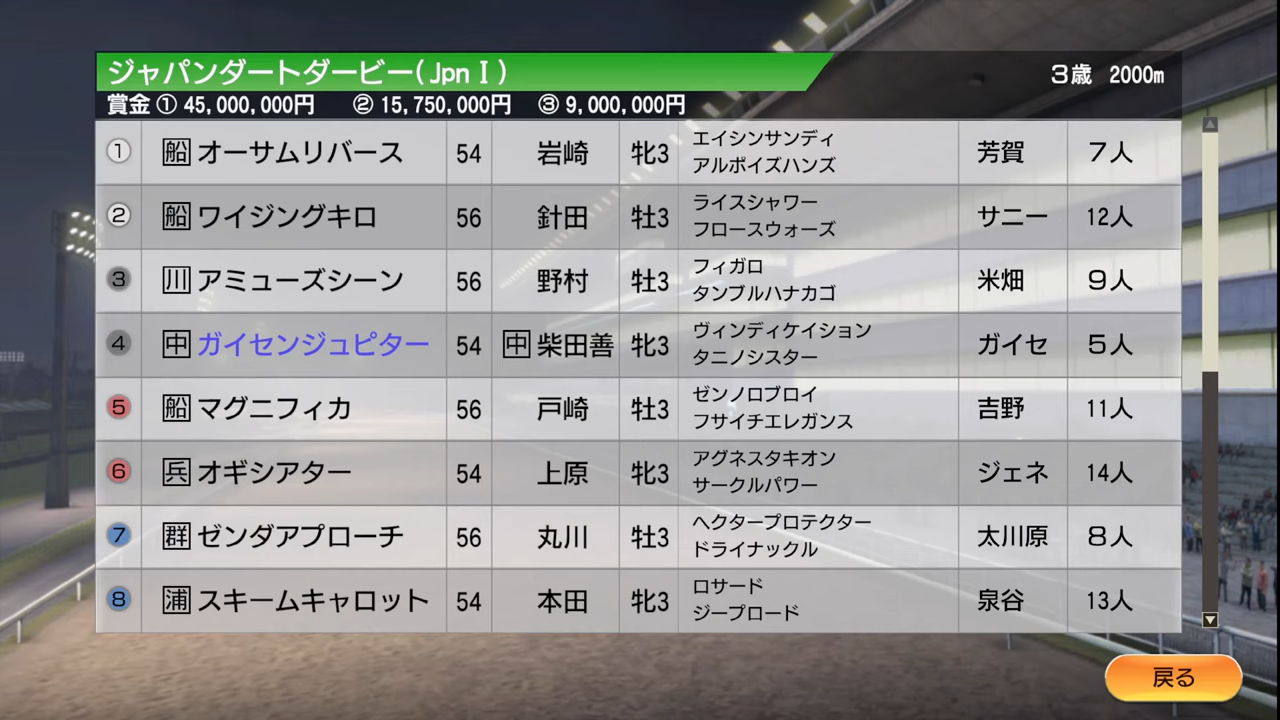 ジャパンダートダービー(JpnⅠ) 3歳 2000m
賞金 ① 45,000,000円 ② 15,750,000円 ③ 9,000,000円
① 船 オーサムリバース 54 岩崎 牝3 エイシンサンディ アルボイズハンズ 芳賀 7人
② 船 ワイジングキロ 56 針田 牡3 ライスシャワー フロースウォーズ サニー 12人
③ 川 アミューズシーン 56 野村 牡3 フィガロ タンブルハナカゴ 米畑 9人
④ 中 ガイセンジュピター 54 中 柴田善 牝3 ヴィンディケイション タニノシスター ガイセ 5人
⑤ 船 マグニフィカ 56 戸崎 牡3 ゼンノロブロイ フサイチエレガンス 吉野 11人
⑥ 兵 オギシアター 54 上原 牝3 アグネスタキオン サークルパワー ジェネ 14人
⑦ 群 ゼンダアプローチ 56 丸川 牡3 ヘクタープロテクター ドライナックル 太川原 8人
⑧ 浦 スキームキャロット 54 本田 牝3 ロサード ジープロード 泉谷 13人
戻る